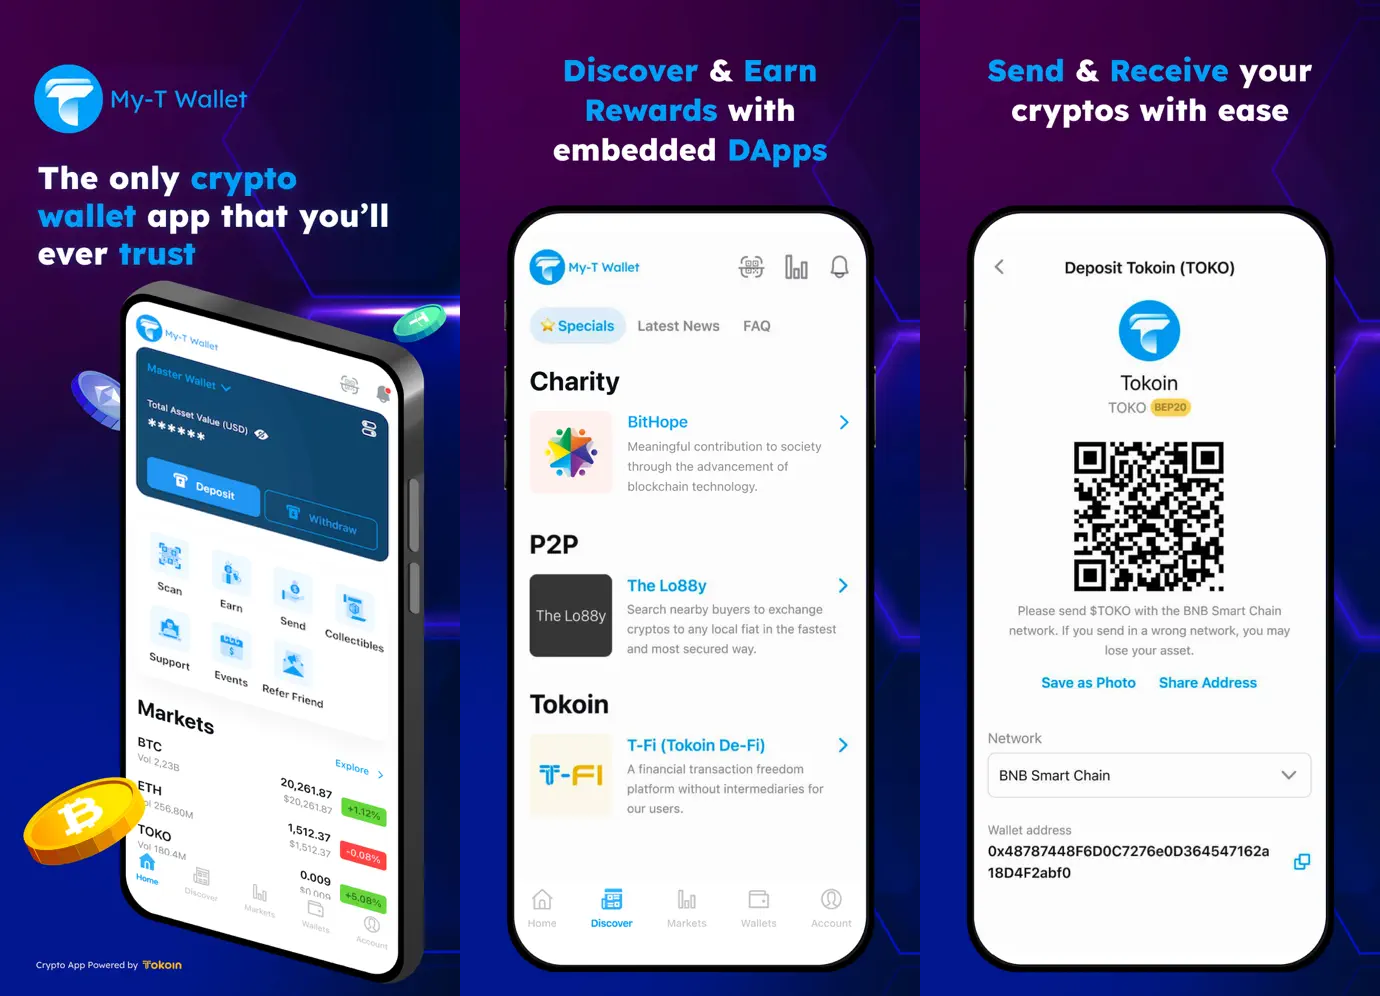 My-T Wallet
The only crypto
wallet app that you'll
ever trust
My-T Wallet
Master Wallet
Total Asset Value (USD)
******
Deposit
Withdraw
Scan
Earn
Send
Collectibles
Support
Events
Refer Friend
Markets
Explore
BTC
Vol 2,23B
20,261.87
$20,261.87
+1.12%
ETH
Vol 256.80M
1,512.37
$1,512.37
-0.08%
TOKO
Vol 180.4M
0.009
$0.009
+5.08%
Home
Discover
Markets
Wallets
Account
Crypto App Powered by Tokoin
Discover & Earn
Rewards with
embedded DApps
My-T Wallet
Specials
Latest News
FAQ
Charity
BitHope
Meaningful contribution to society
through the advancement of
blockchain technology.
P2P
The Lo88y
The Lo88y
Search nearby buyers to exchange
cryptos to any local fiat in the fastest
and most secured way.
Tokoin
T-FI
T-Fi (Tokoin De-Fi)
A financial transaction freedom
platform without intermediaries for
our users.
Home
Discover
Markets
Wallets
Account
Send & Receive your
cryptos with ease
Deposit Tokoin (TOKO)
Tokoin
TOKO BEP20
Please send $TOKO with the BNB Smart Chain
network. If you send in a wrong network, you may
lose your asset.
Save as Photo
Share Address
Network
BNB Smart Chain
Wallet address
0x48787448F6D0C7276e0D364547162a
18D4F2abf0